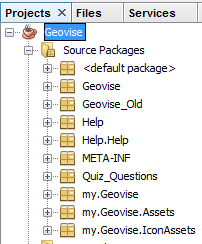 Projects Files Services
Geovise
Source Packages
<default package>
Geovise
Geovise_Old
Help
Help.Help
META-INF
Quiz_Questions
my.Geovise
my.Geovise.Assets
my.Geovise.IconAssets